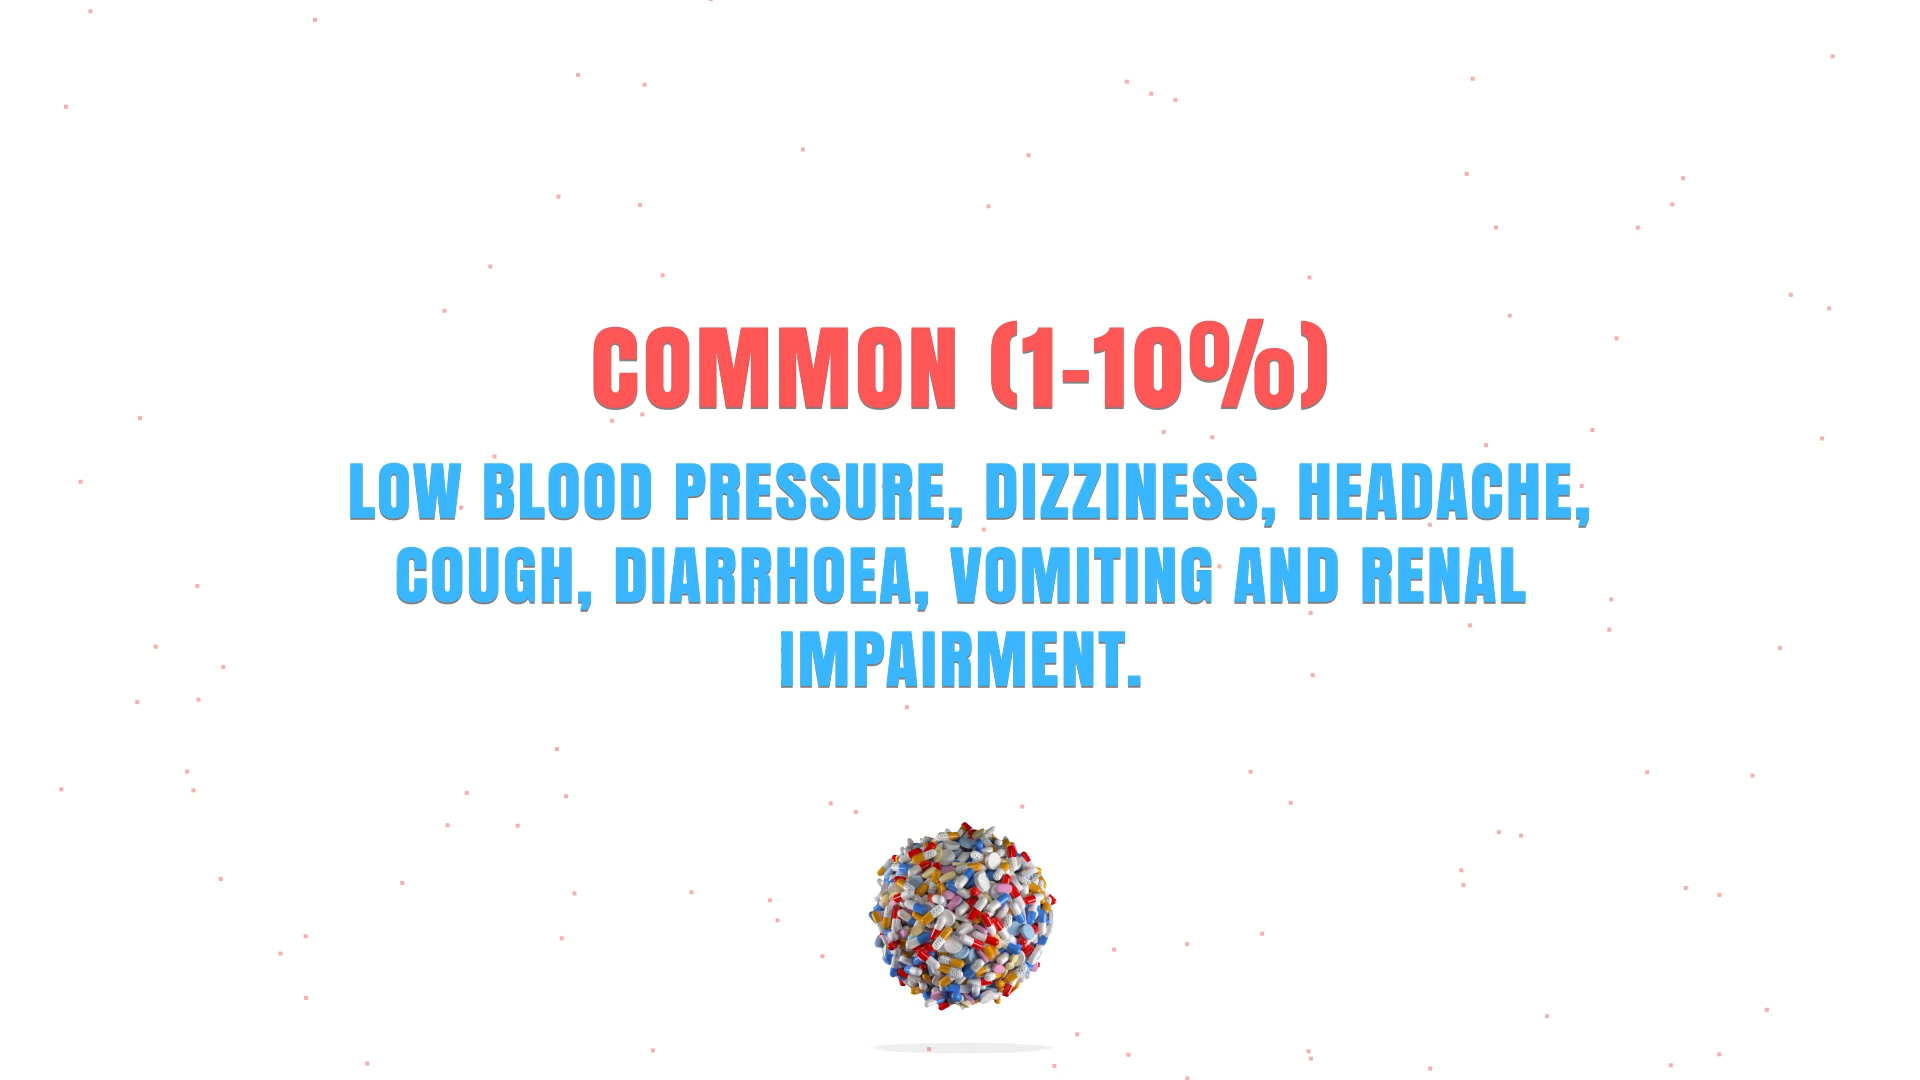 COMMON (1-10%)
LOW BLOOD PRESSURE, DIZZINESS, HEADACHE,
COUGH, DIARRHOEA, VOMITING AND RENAL
IMPAIRMENT.